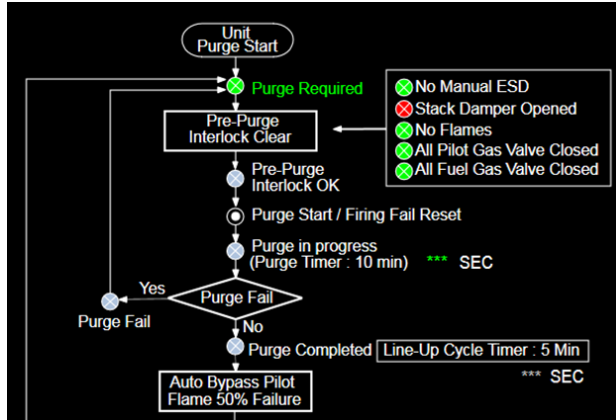 Unit
Purge Start
Purge Required
No Manual ESD
Stack Damper Opened
No Flames
All Pilot Gas Valve Closed
All Fuel Gas Valve Closed
Pre-Purge
Interlock Clear
Pre-Purge
Interlock OK
Purge Start / Firing Fail Reset
Purge in progress
(Purge Timer : 10 min) *** SEC
Yes
Purge Fail
Purge Fail
No
Purge Completed Line-Up Cycle Timer : 5 Min
*** SEC
Auto Bypass Pilot
Flame 50% Failure